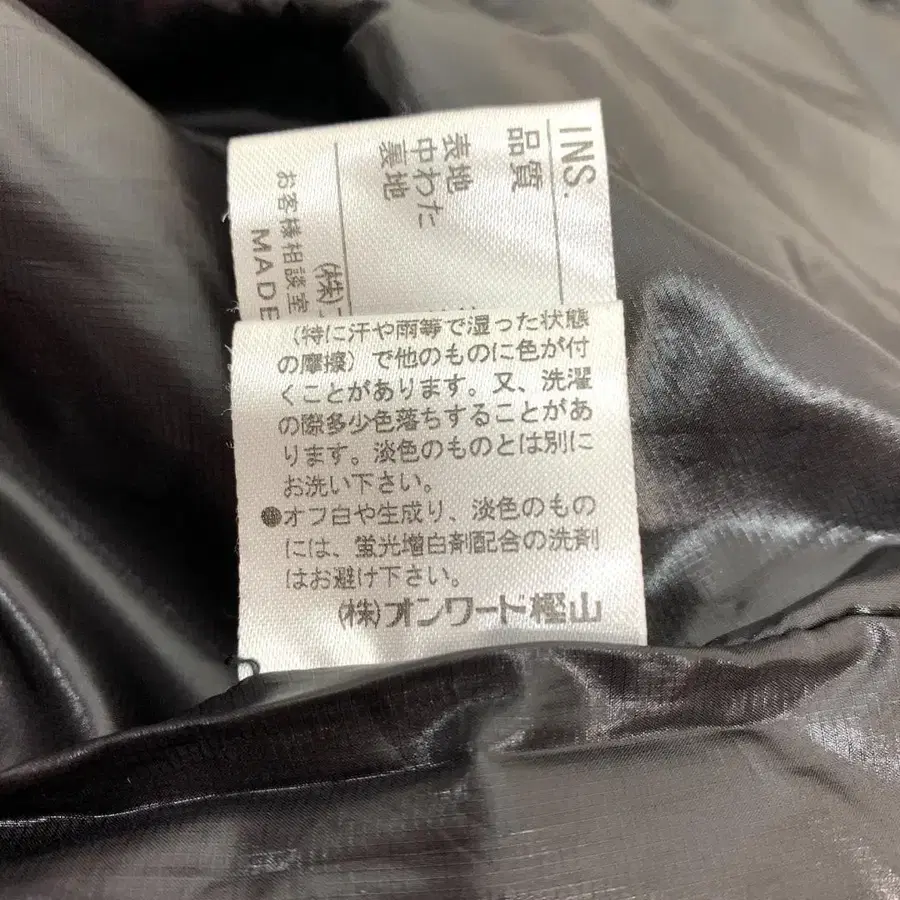 INS.
品質
表地
中わた
裏地
(株)
お客様相談室
MADE
(特に汗や雨等で湿った状態
の摩擦)で他のものに色が付
くことがあります。又、洗濯
の際多少色落ちすることがあ
ります。淡色のものとは別に
お洗い下さい。
●オフ白や生成り、淡色のもの
には、蛍光増白剤配合の洗剤
はお避け下さい。
(株)オンワード樫山